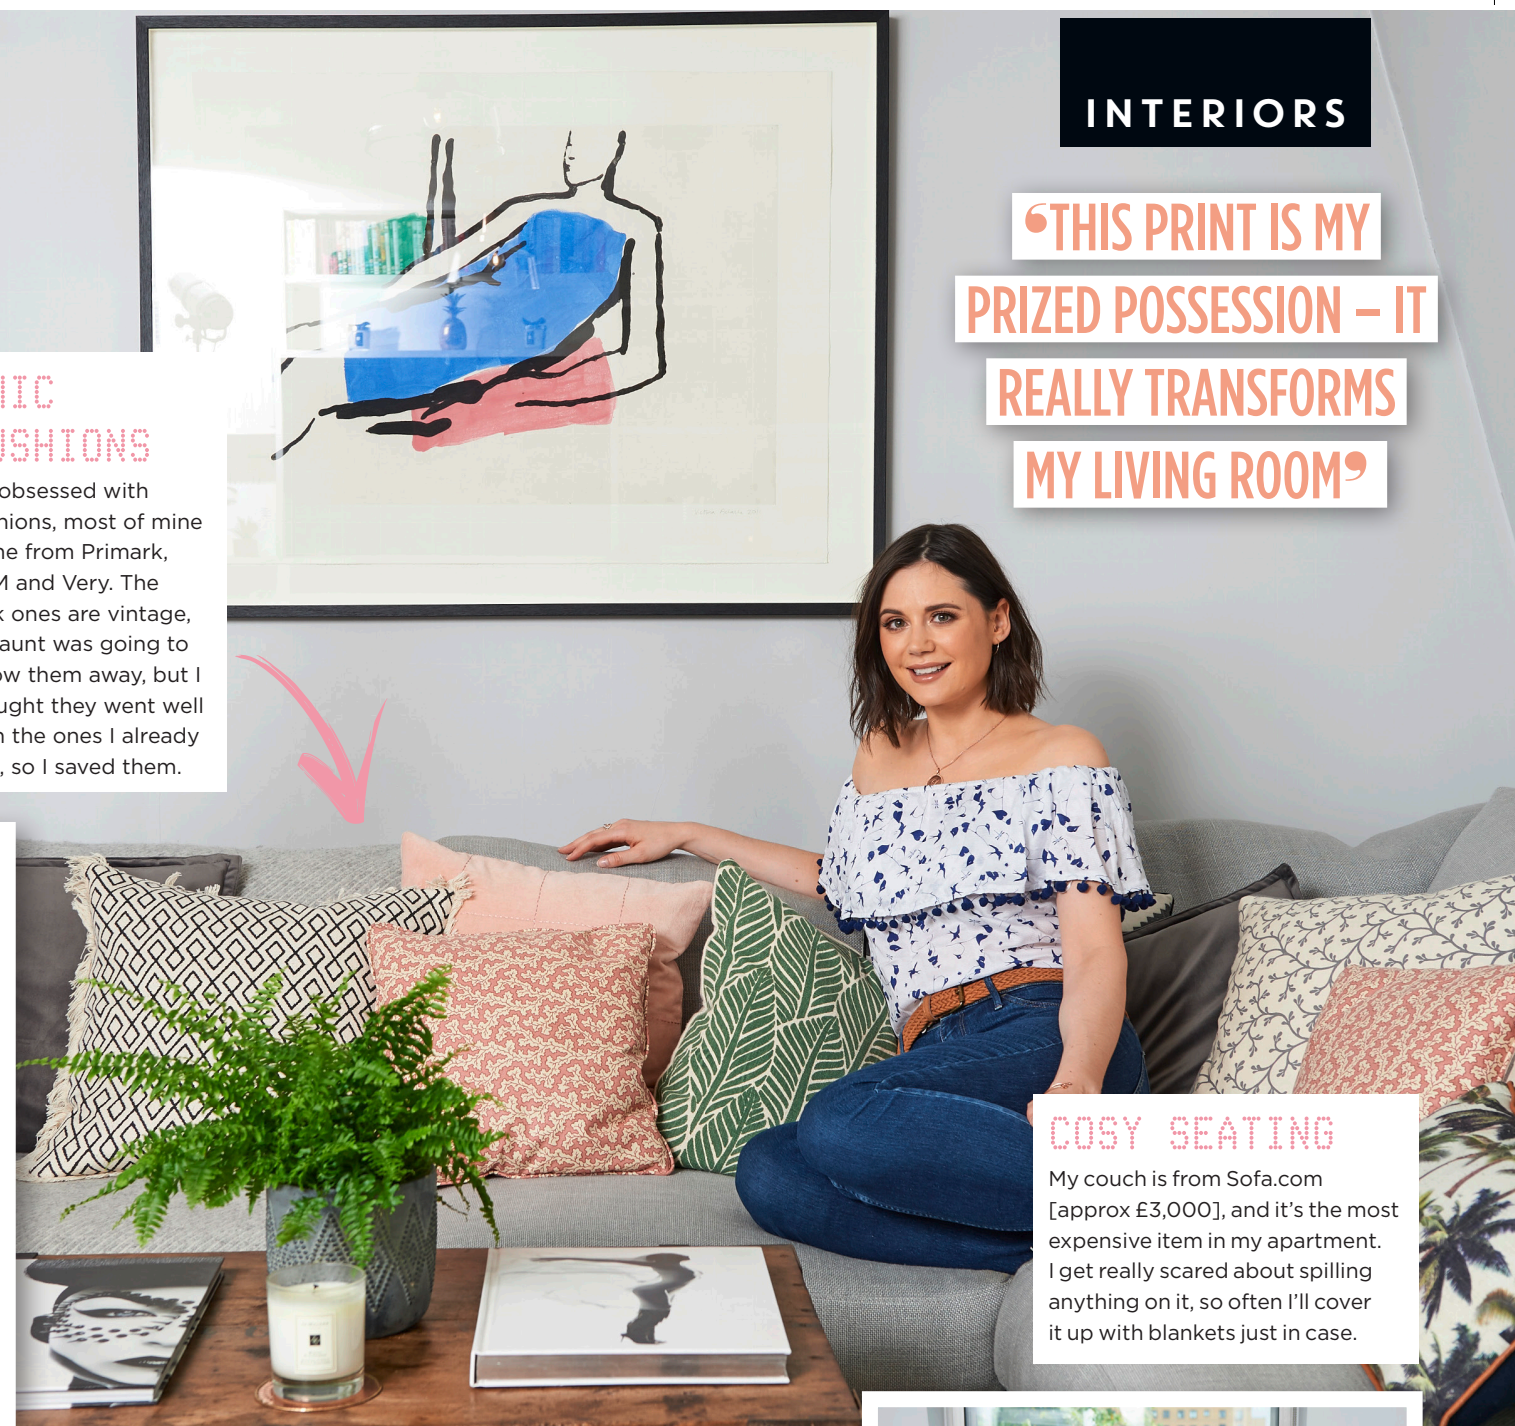 INTERIORS
‘THIS PRINT IS MY
PRIZED POSSESSION – IT
REALLY TRANSFORMS
MY LIVING ROOM’
obsessed with
most of mine
from Primark,
and Very. The
ones are vintage,
aunt was going to
them away, but I
they went well
the ones I already
, so I saved them.
COSY SEATING
My couch is from Sofa.com
[approx £3,000], and it’s the most
expensive item in my apartment.
I get really scared about spilling
anything on it, so often I’ll cover
it up with blankets just in case.